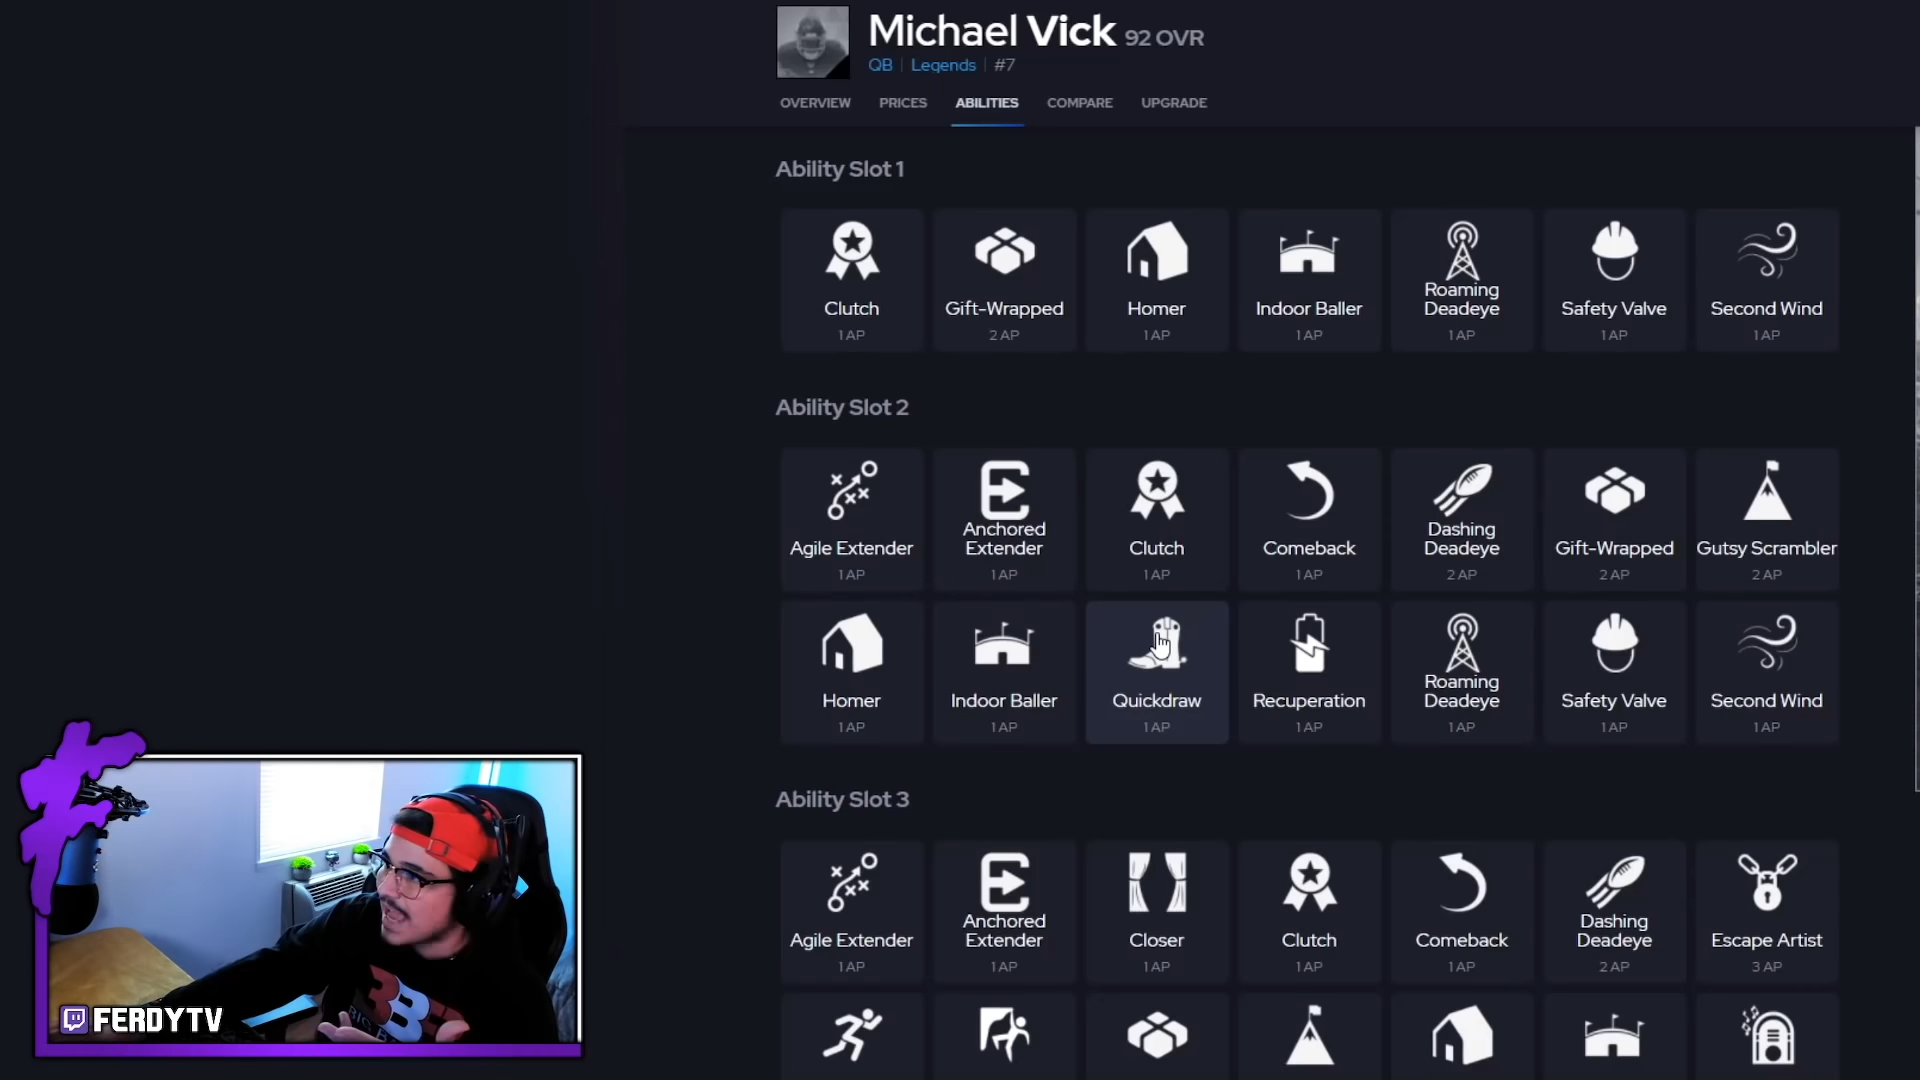 Michael Vick 92 OVR
QB | Legends | #7
OVERVIEW PRICES ABILITIES COMPARE UPGRADE
Ability Slot 1
Clutch
1 AP
Gift-Wrapped
2 AP
Homer
1 AP
Indoor Baller
1 AP
Roaming
Deadeye
1 AP
Safety Valve
1 AP
Second Wind
1 AP
Ability Slot 2
Agile Extender
1 AP
Anchored
Extender
1 AP
Clutch
1 AP
Comeback
1 AP
Dashing
Deadeye
2 AP
Gift-Wrapped
2 AP
Gutsy Scrambler
2 AP
Homer
1 AP
Indoor Baller
1 AP
Quickdraw
1 AP
Recuperation
1 AP
Roaming
Deadeye
1 AP
Safety Valve
1 AP
Second Wind
1 AP
Ability Slot 3
Agile Extender
1 AP
Anchored
Extender
1 AP
Closer
1 AP
Clutch
1 AP
Comeback
1 AP
Dashing
Deadeye
2 AP
Escape Artist
3 AP
FERDYTV